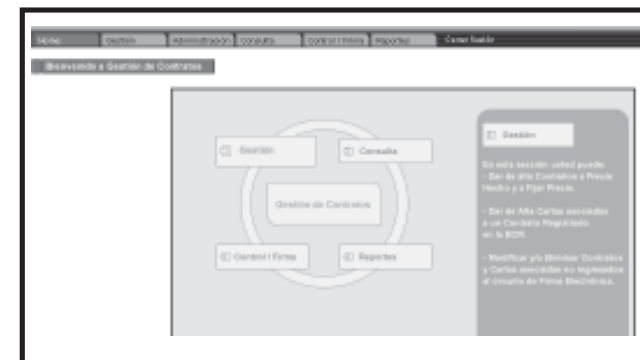 Home Gestión Administración Consulta Control I Firma Reportes Cerrar Sesión
Bienvenido a Gestión de Contratos
Gestión
Consulta
Gestión de Contratos
Control I Firma
Reportes
Gestión
En esta sección usted puede:
- Dar de alta Contratos a Precio
Hecho y a Fijar Precio.
- Dar de Alta Cartas asociadas
a un Contrato Registrado
en la BCR.
- Modificar y/o Eliminar Contratos
y Cartas asociadas no ingresados
al circuito de Firma Electrónica.